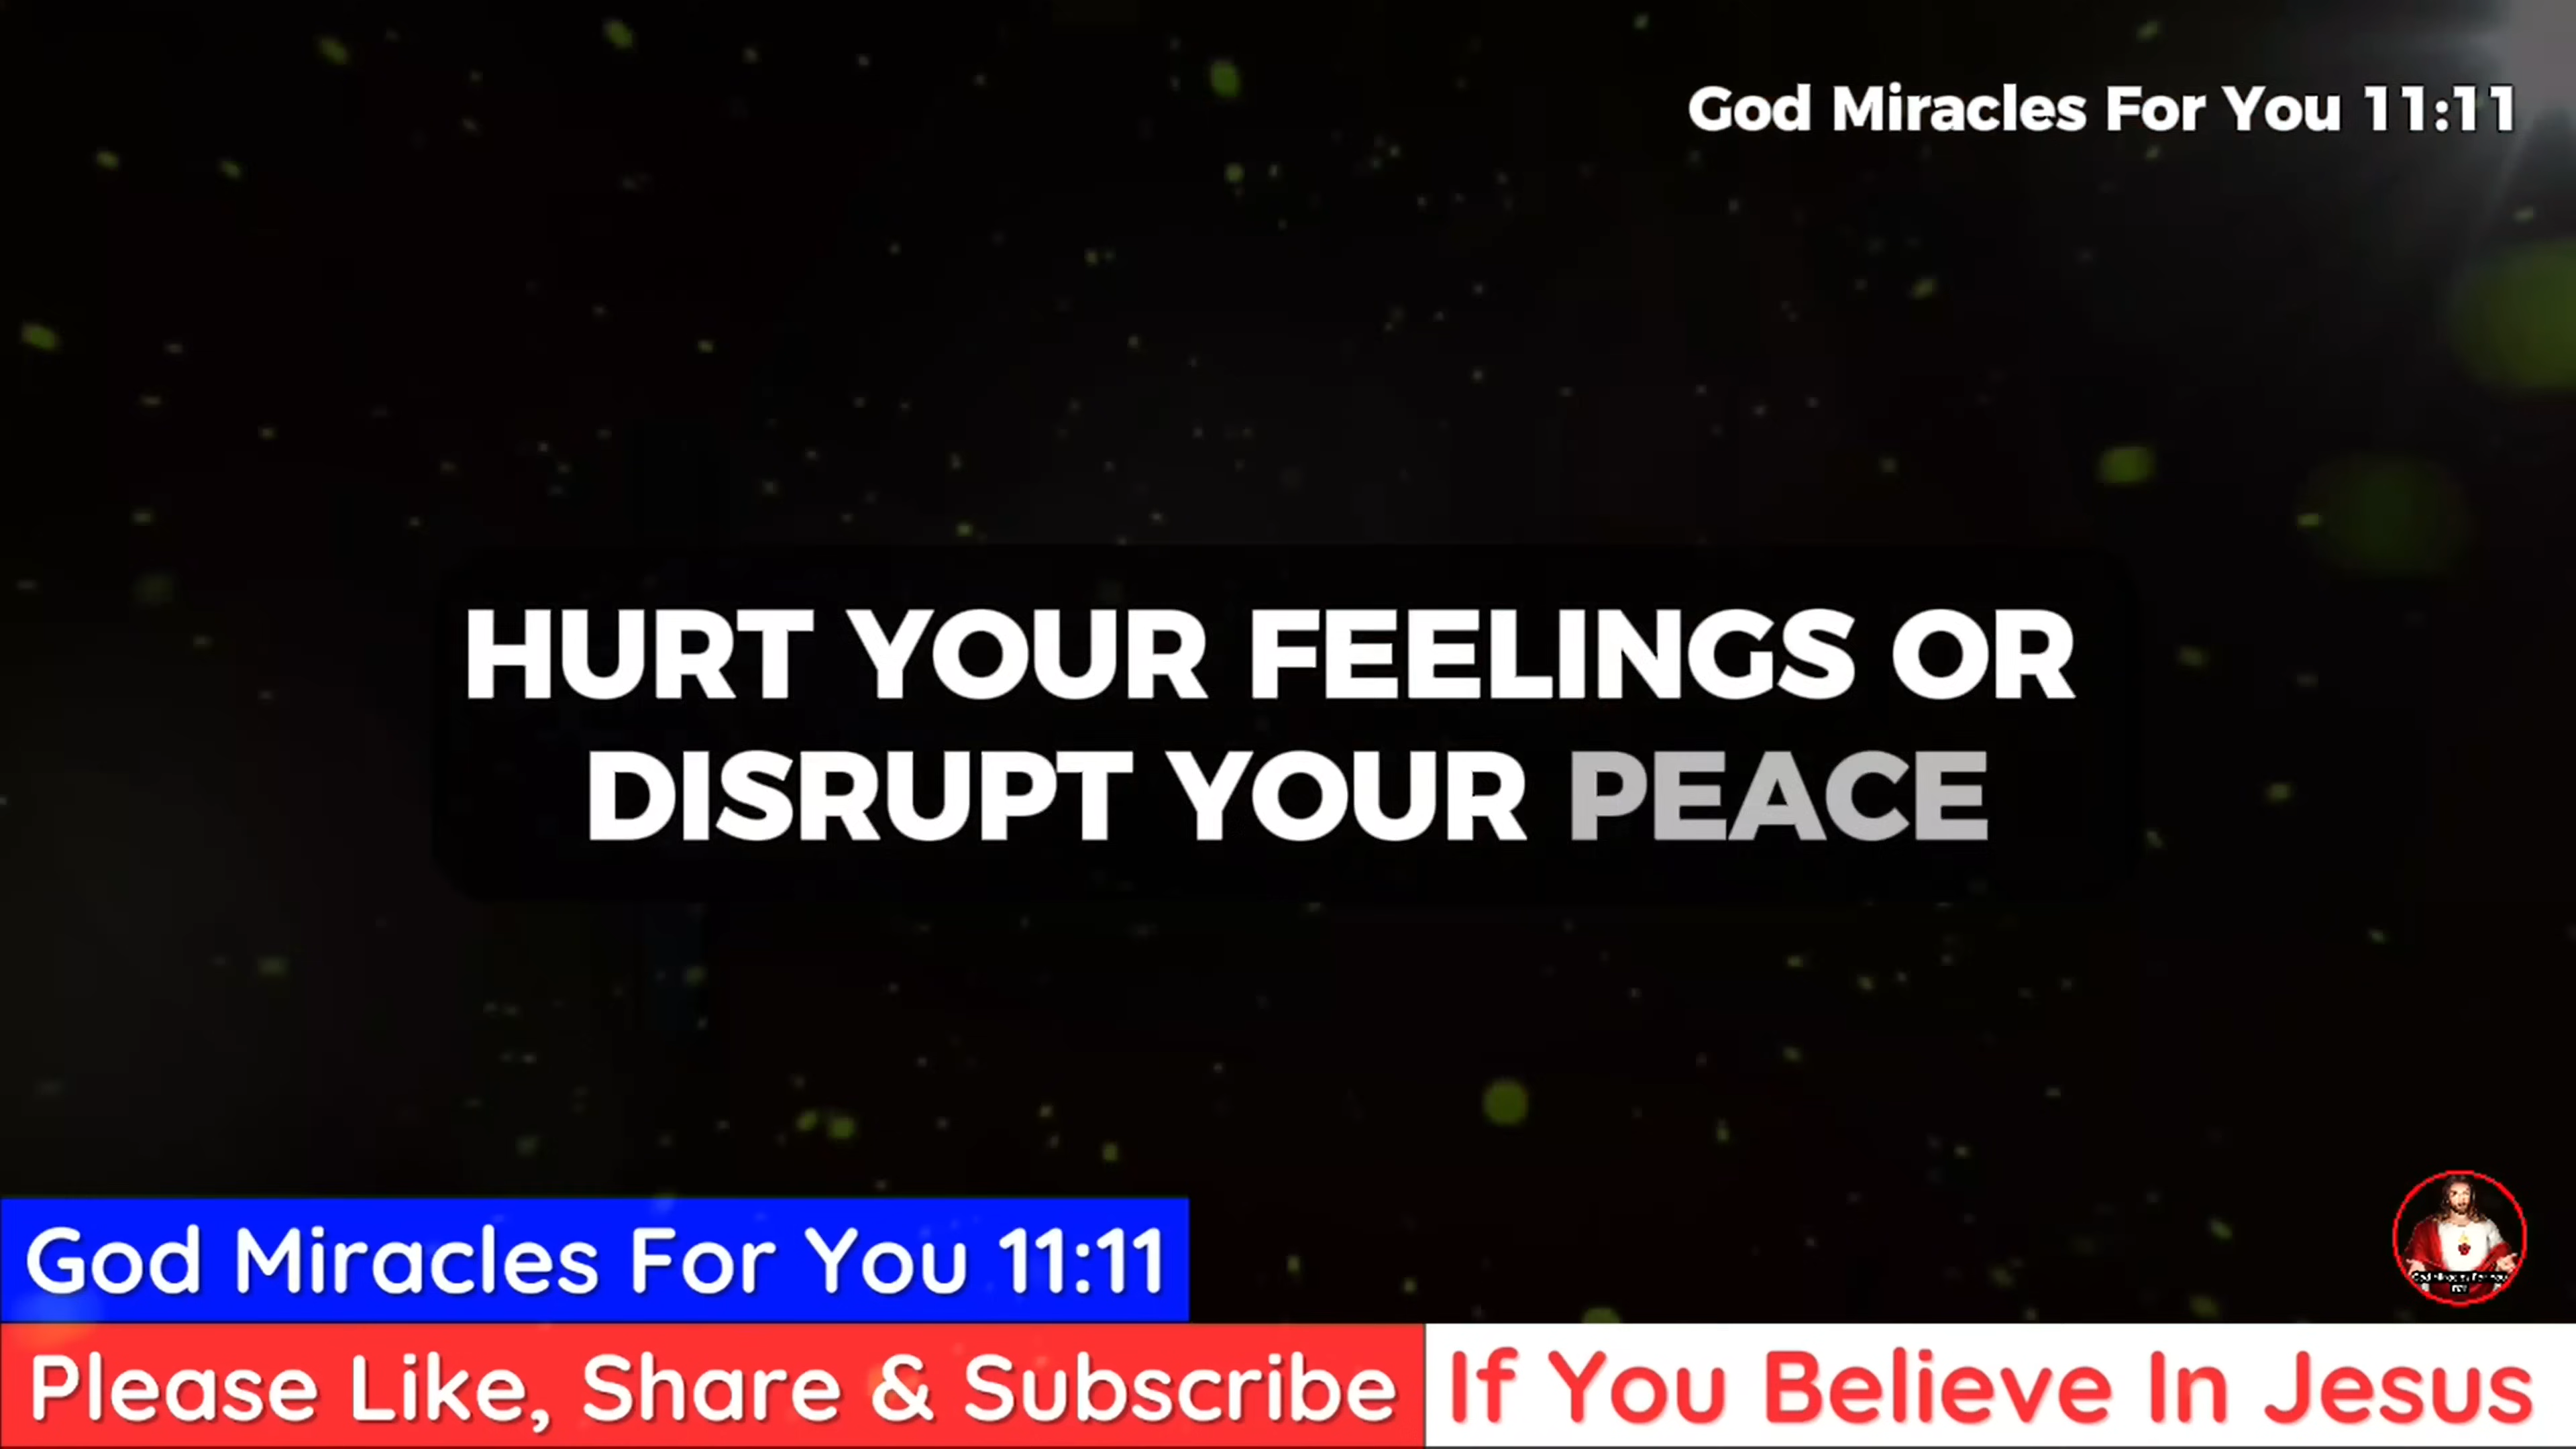 God Miracles For You 11:11
HURT YOUR FEELINGS OR
DISRUPT YOUR PEACE
God Miracles For You 11:11
Please Like, Share & Subscribe
If You Believe In Jesus